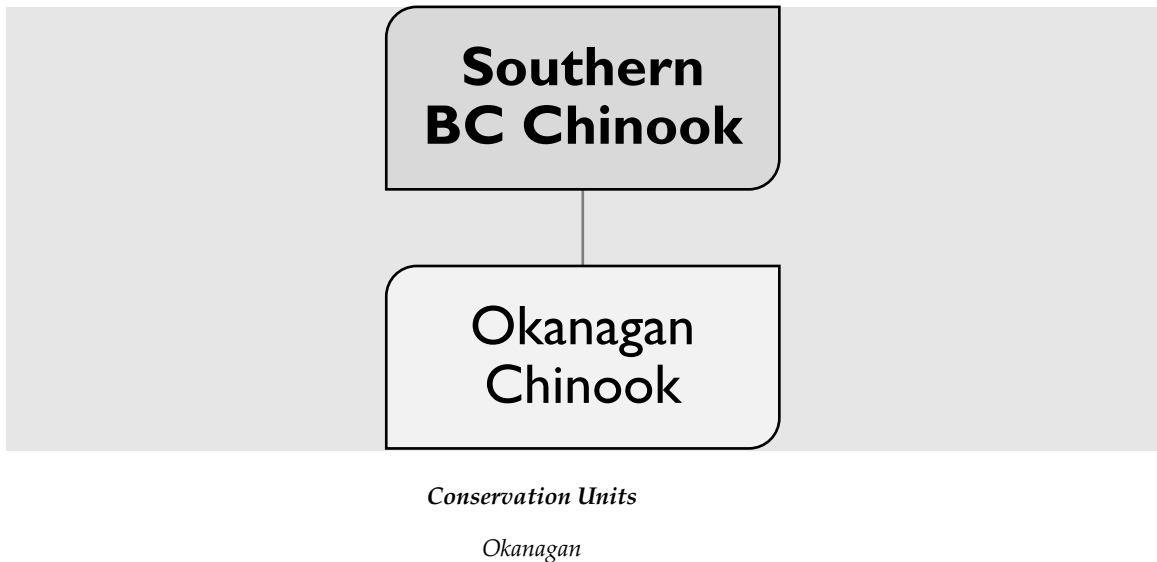 Southern
BC Chinook
Okanagan
Chinook
Conservation Units
Okanagan